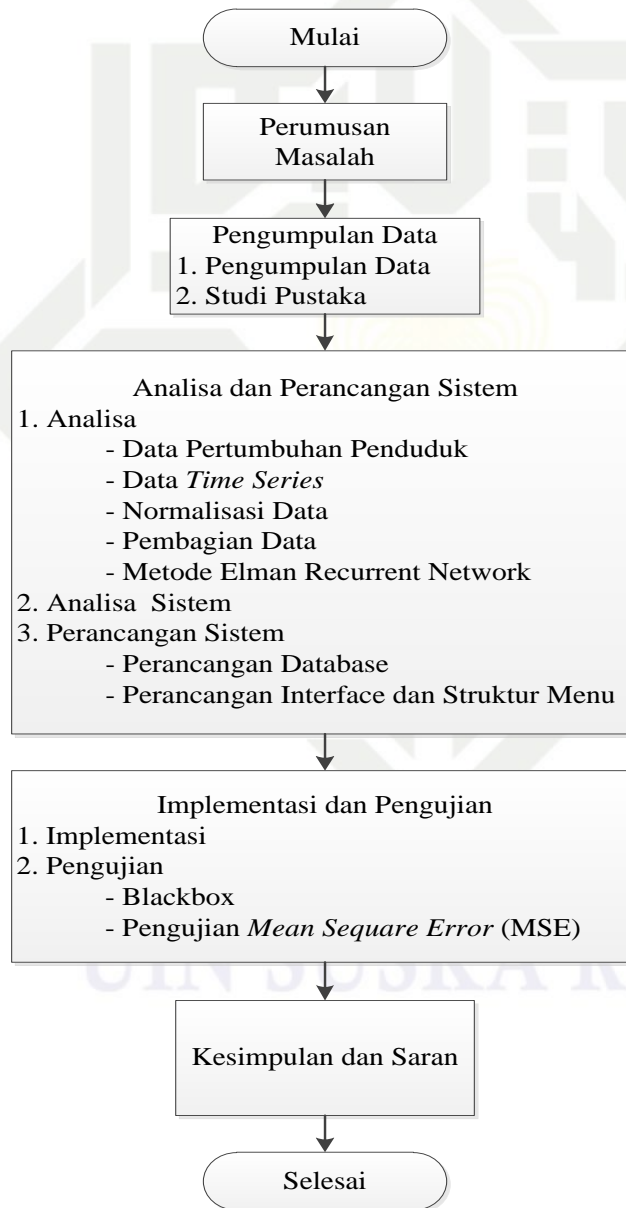 Mulai
Perumusan
Masalah
Pengumpulan Data
1. Pengumpulan Data
2. Studi Pustaka
Analisa dan Perancangan Sistem
1. Analisa
- Data Pertumbuhan Penduduk
- Data Time Series
- Normalisasi Data
- Pembagian Data
- Metode Elman Recurrent Network
2. Analisa Sistem
3. Perancangan Sistem
- Perancangan Database
- Perancangan Interface dan Struktur Menu
Implementasi dan Pengujian
1. Implementasi
2. Pengujian
- Blackbox
- Pengujian Mean Sequare Error (MSE)
UIN SUSKA R
Kesimpulan dan Saran
Selesai